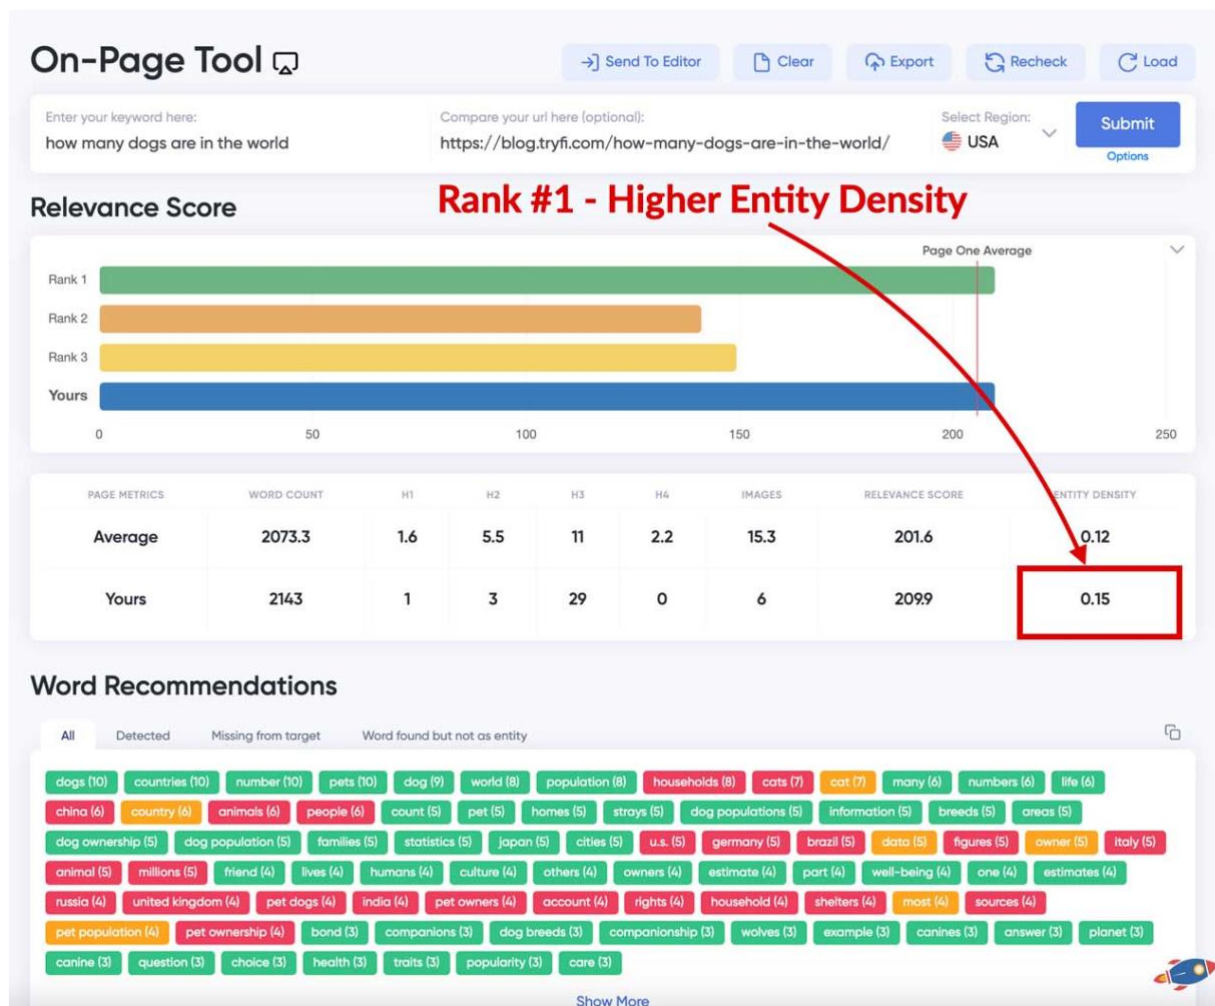 On-Page Tool
Send To Editor
Clear
Export
Recheck
Load
Enter your keyword here:
how many dogs are in the world
Compare your url here (optional):
https://blog.tryfi.com/how-many-dogs-are-in-the-world/
Select Region:
USA
Submit
Options
Rank #1 - Higher Entity Density
Relevance Score
Page One Average
Rank 1
Rank 2
Rank 3
Yours
0 50 100 150 200 250
PAGE METRICS WORD COUNT H1 H2 H3 H4 IMAGES RELEVANCE SCORE ENTITY DENSITY
Average 2073.3 1.6 5.5 11 2.2 15.3 201.6 0.12
Yours 2143 1 3 29 0 6 209.9 0.15
Word Recommendations
All Detected Missing from target Word found but not as entity
dogs (10) countries (10) number (10) pets (10) dog (9) world (8) population (8) households (8) cats (7) cat (7) many (6) numbers (6) life (6)
china (6) country (6) animals (6) people (6) count (5) pet (5) homes (5) strays (5) dog populations (5) information (5) breeds (5) areas (5)
dog ownership (5) dog population (5) families (5) statistics (5) japan (5) cities (5) u.s. (5) germany (5) brazil (5) data (5) figures (5) owner (5) italy (5)
animal (5) millions (5) friend (4) lives (4) humans (4) culture (4) others (4) owners (4) estimate (4) part (4) well-being (4) one (4) estimates (4)
russia (4) united kingdom (4) pet dogs (4) india (4) pet owners (4) account (4) rights (4) household (4) shelters (4) most (4) sources (4)
pet population (4) pet ownership (4) bond (3) companions (3) dog breeds (3) companionship (3) wolves (3) example (3) canines (3) answer (3) planet (3)
canine (3) question (3) choice (3) health (3) traits (3) popularity (3) care (3)
Show More